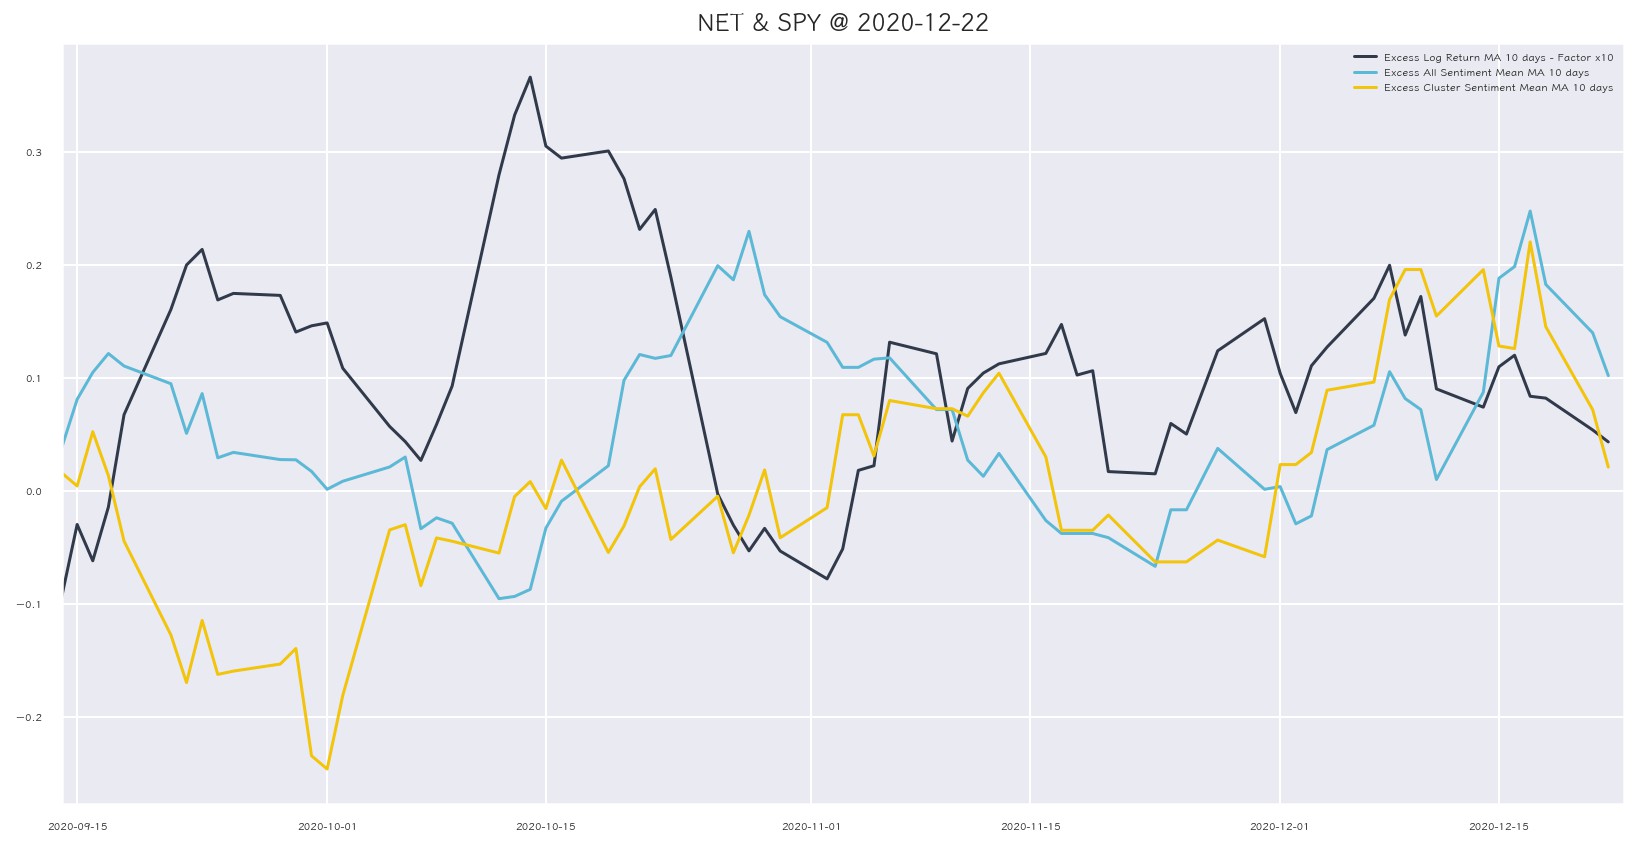 NET & SPY @ 2020-12-22
Excess Log Return MA 10 days - Factor x10
Excess All Sentiment Mean MA 10 days
Excess Cluster Sentiment Mean MA 10 days
0.3
0.2
0.1
0.0
−0.1
−0.2
2020-09-15 2020-10-01 2020-10-15 2020-11-01 2020-11-15 2020-12-01 2020-12-15